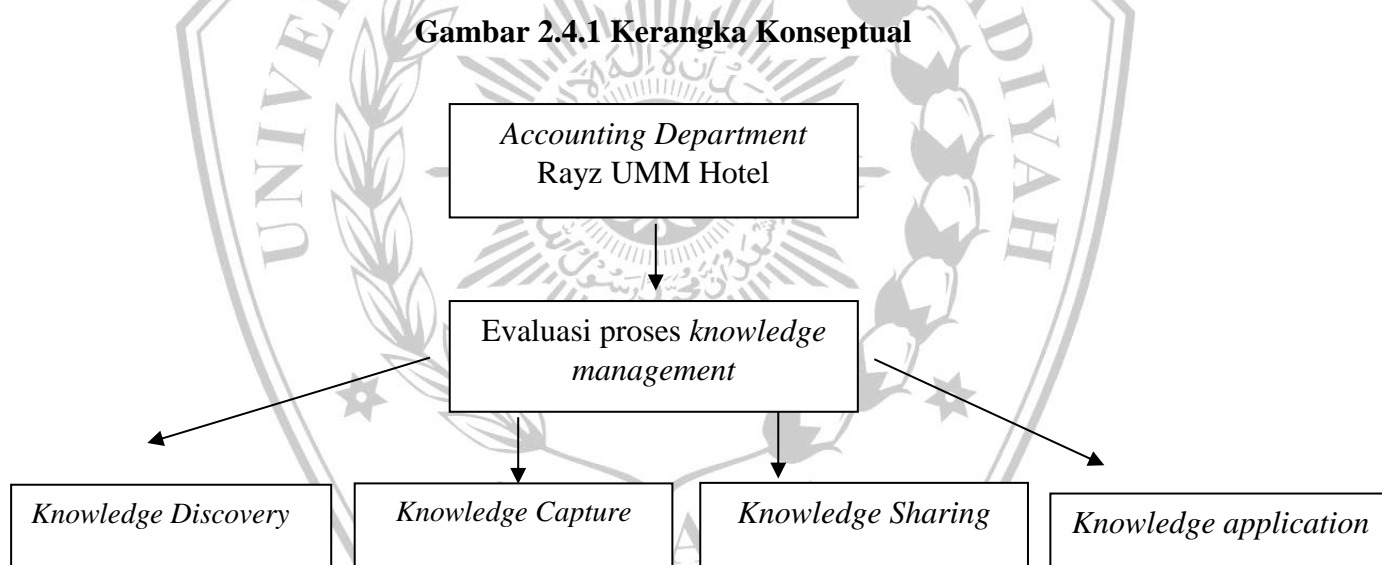 Gambar 2.4.1 Kerangka Konseptual
Accounting Department
Rayz UMM Hotel
Evaluasi proses knowledge
management
Knowledge Discovery
Knowledge Capture
Knowledge Sharing
Knowledge application